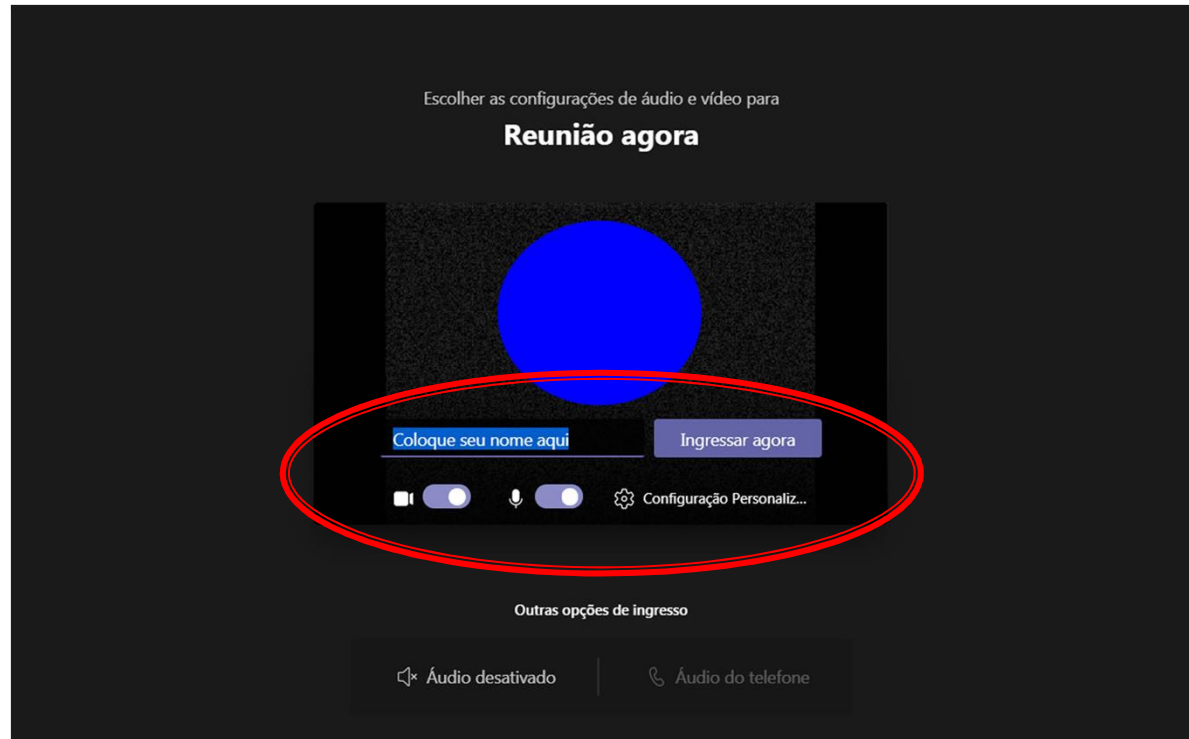 Escolher as configurações de áudio e vídeo para
Reunião agora
Coloque seu nome aqui
Ingressar agora
Configuração Personaliz...
Outras opções de ingresso
Áudio desativado
Áudio do telefone